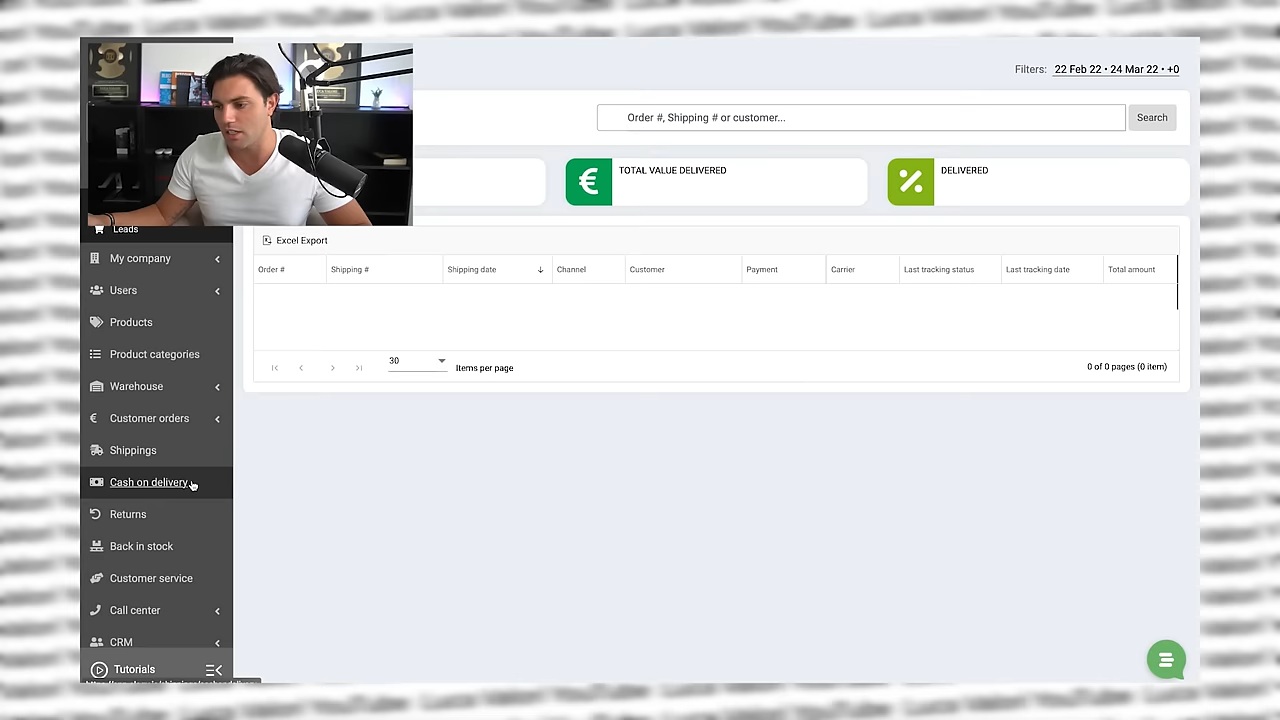 Filters: 22 Feb 22 • 24 Mar 22 • +0
Order #, Shipping # or customer...
Search
€ TOTAL VALUE DELIVERED
% DELIVERED
Leads
Excel Export
My company
Order # Shipping # Shipping date Channel Customer Payment Carrier Last tracking status Last tracking date Total amount
Users
Products
Product categories
30 Items per page
0 of 0 pages (0 item)
Warehouse
€ Customer orders
Shippings
Cash on delivery
Returns
Back in stock
Customer service
Call center
CRM
Tutorials